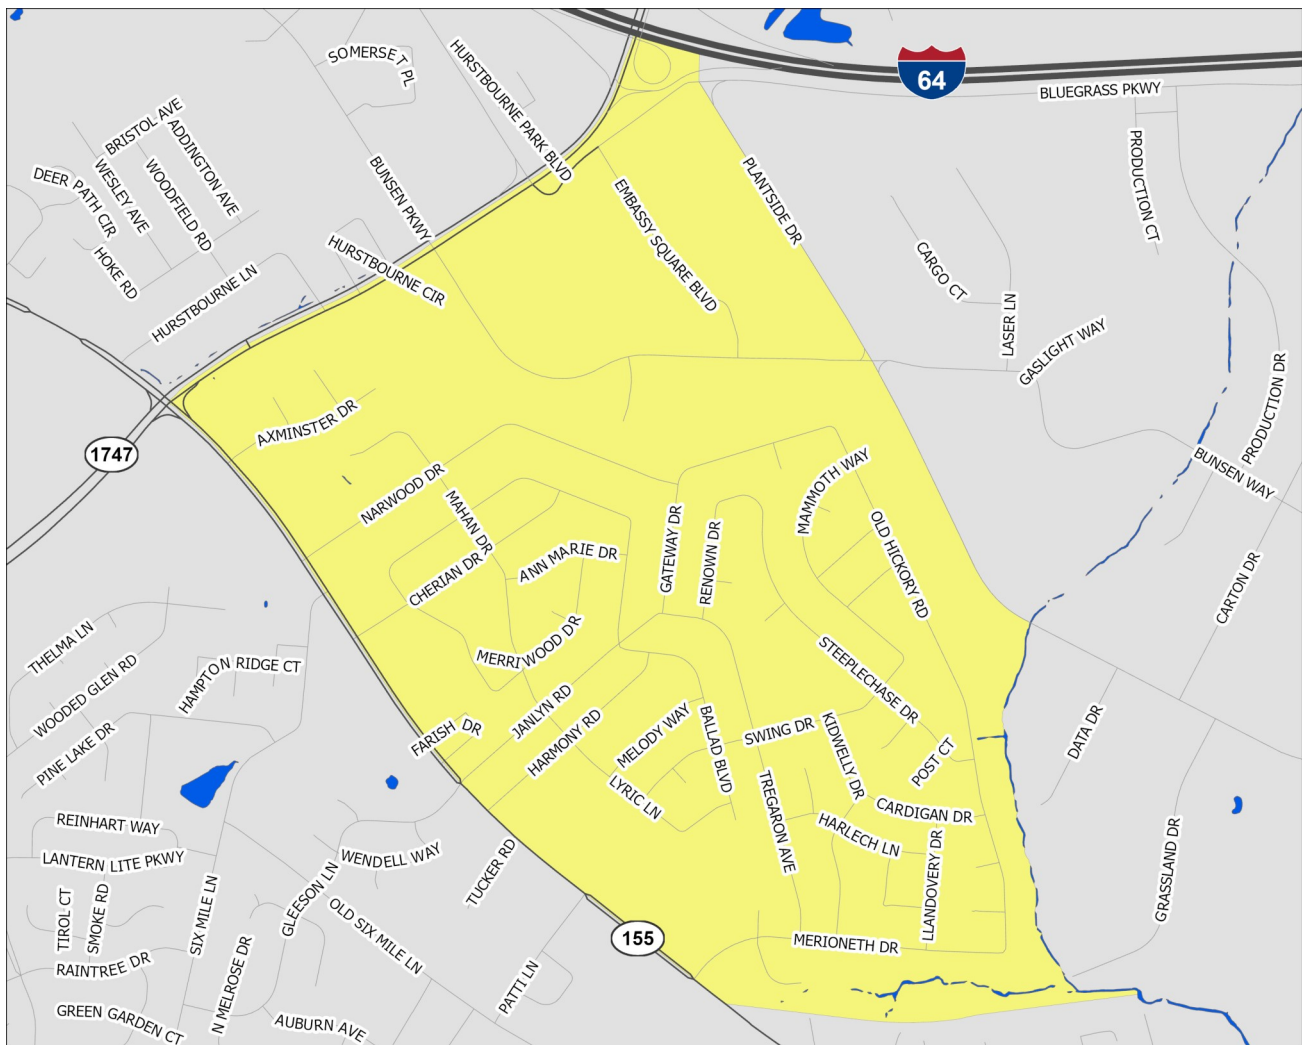 SOMERSET PL
HURSTBOURNE PARK BLVD
64
BLUEGRASS PKWY
BRISTOL AVE
ADDINGTON AVE
WESLEY AVE
WOODFIELD RD
DEER PATH CIR
HOKE RD
BUNSEN PKWY
EMBASSY SQUARE BLVD
PLANTSIDE DR
PRODUCTION CT
HURSTBOURNE CIR
HURSTBOURNE LN
CARGO CT
LASER LN
GASLIGHT WAY
PRODUCTION DR
BUNSEN WAY
AXMINSTER DR
1747
NARWOOD DR
MAHAN DR
MAMMOTH WAY
GATEWAY DR
RENOWN DR
OLD HICKORY RD
CHERIAN DR
ANN MARIE DR
CARTON DR
THELMA LN
WOODED GLEN RD
HAMPTON RIDGE CT
MERRIWOOD DR
STEEPLECHASE DR
JANLYN RD
HARMONY RD
FARISH DR
PINE LAKE DR
MELODY WAY
BALLAD BLVD
SWING DR
KIDWELLY DR
POST CT
DATA DR
LYRIC LN
TREGARON AVE
CARDIGAN DR
HARLECH LN
LLANDOVERY DR
GRASSLAND DR
REINHART WAY
LANTERN LITE PKWY
WENDELL WAY
TUCKER RD
TIROL CT
SMOKE RD
SIX MILE LN
GLEESON LN
OLD SIX MILE LN
155
MERIONETH DR
RAINTREE DR
N MELROSE DR
PATTI LN
GREEN GARDEN CT
AUBURN AVE